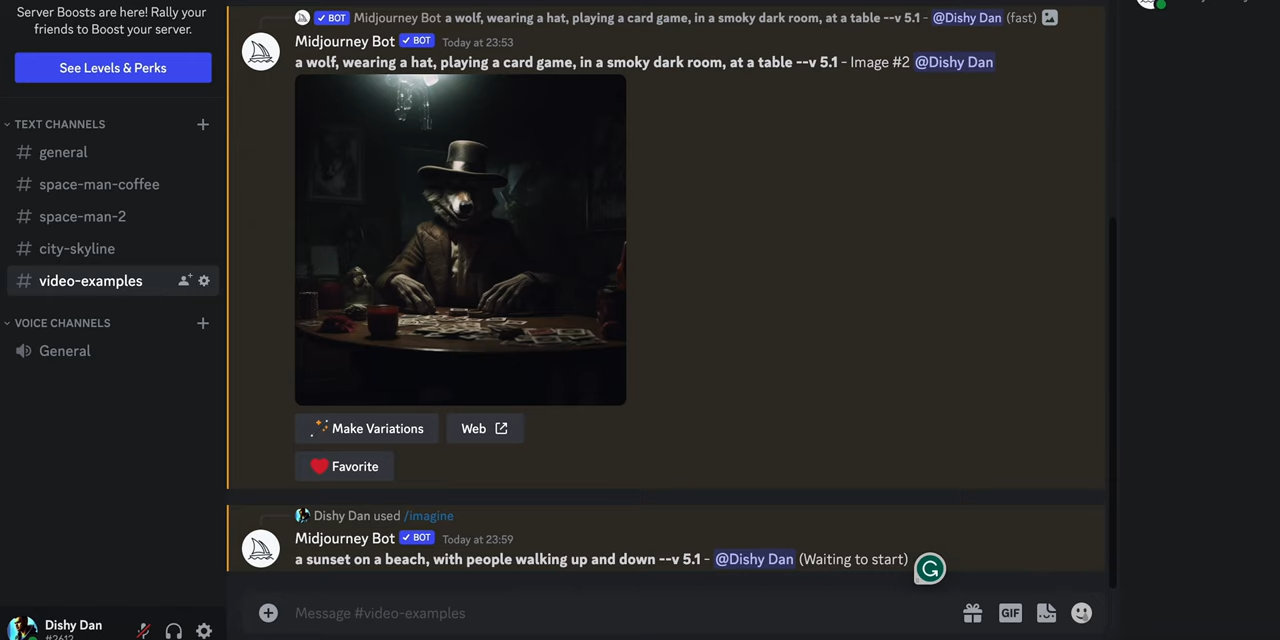 Server Boosts are here! Rally your
friends to Boost your server.
See Levels & Perks
TEXT CHANNELS
general
space-man-coffee
space-man-2
city-skyline
video-examples
VOICE CHANNELS
General
Dishy Dan
#2612
BOT Midjourney Bot a wolf, wearing a hat, playing a card game, in a smoky dark room, at a table --v 5.1 - @Dishy Dan (fast)
Midjourney Bot BOT Today at 23:53
a wolf, wearing a hat, playing a card game, in a smoky dark room, at a table --v 5.1 - Image #2 @Dishy Dan
Make Variations
Web
Favorite
Dishy Dan used /imagine
Midjourney Bot BOT Today at 23:59
a sunset on a beach, with people walking up and down --v 5.1 - @Dishy Dan (Waiting to start)
Message #video-examples
GIF